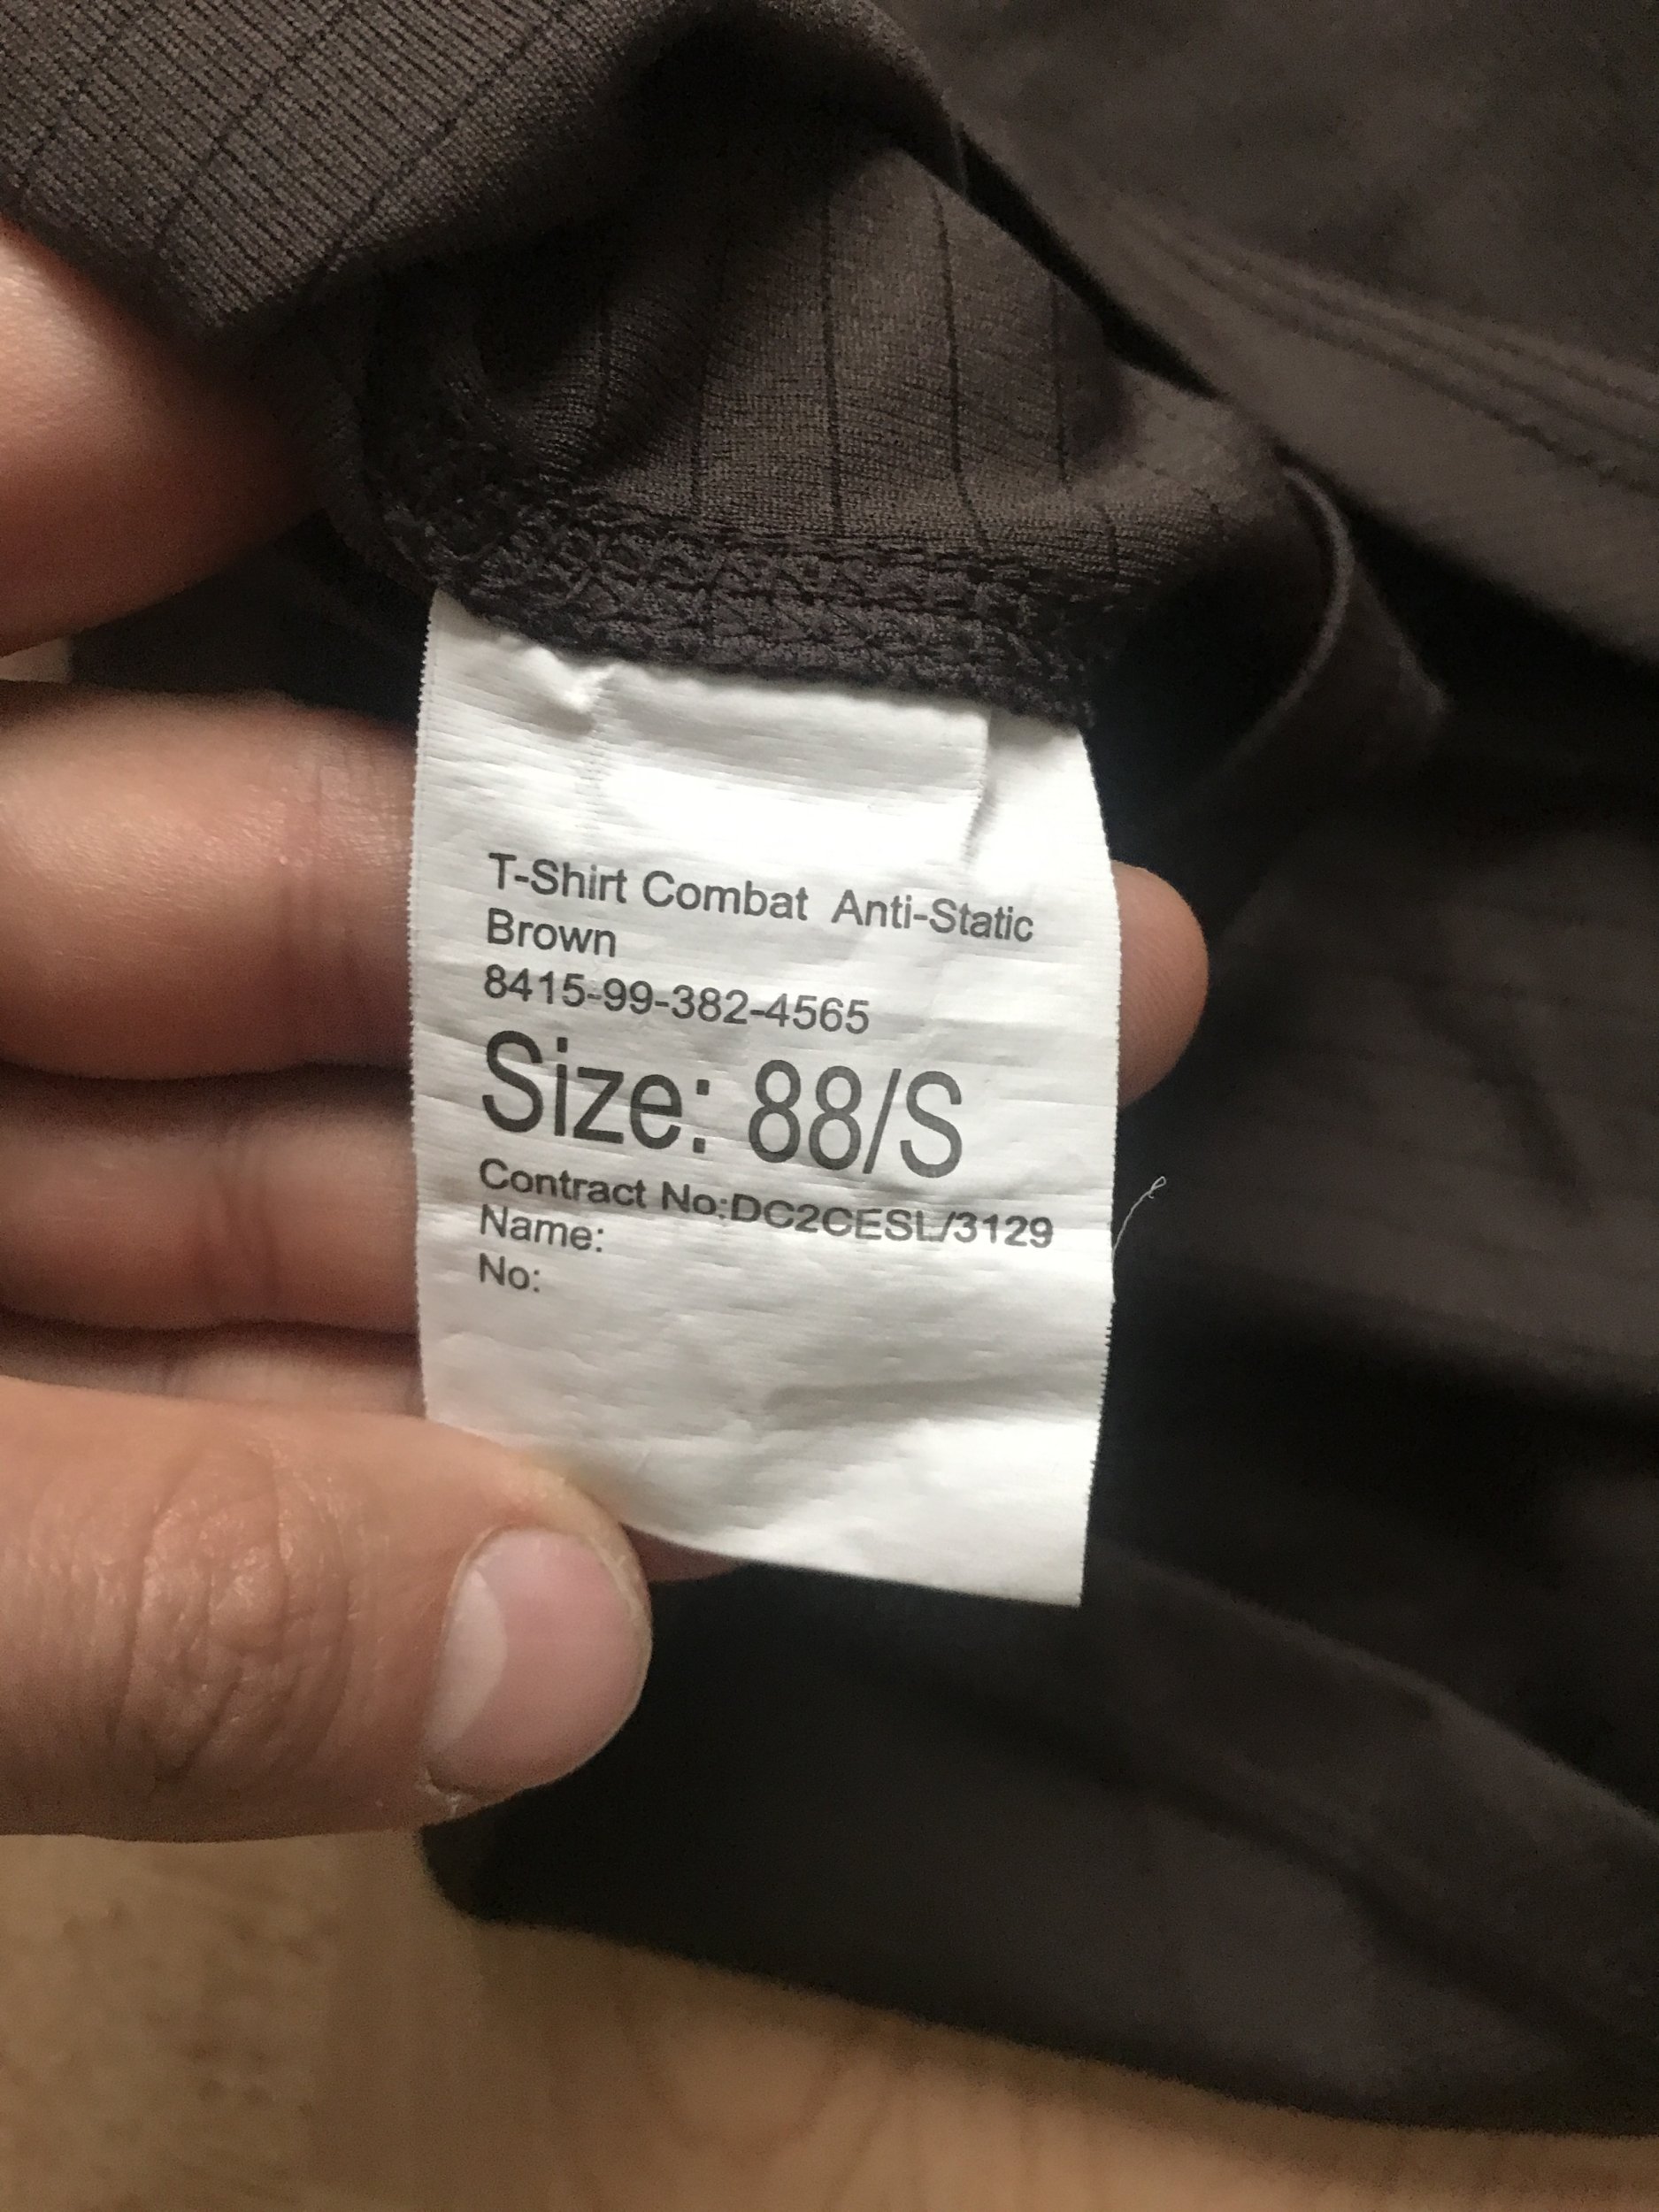 T-Shirt Combat Anti-Static
Brown
8415-99-382-4565
Size: 88/S
Contract No:DC2CESL/3129
Name:
No: